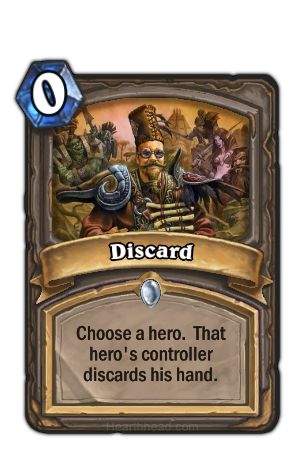 0
Discard
Choose a hero.  That
hero's controller
discards his hand.
Hearthhead.com